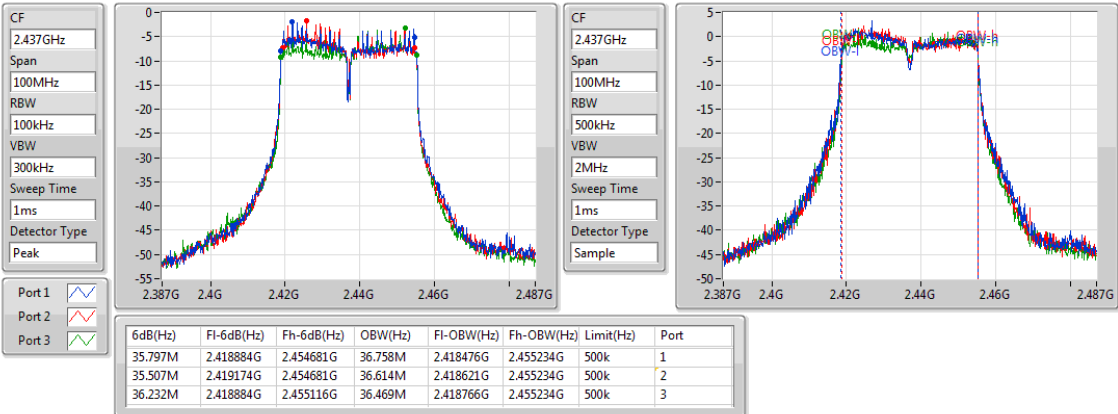 CF
2.437GHz
Span
100MHz
RBW
100kHz
VBW
300kHz
Sweep Time
1ms
Detector Type
Peak
Port 1
Port 2
Port 3
0
-5
-10
-15
-20
-25
-30
-35
-40
-45
-50
-55
2.387G 2.4G 2.42G 2.44G 2.46G 2.487G
CF
2.437GHz
Span
100MHz
RBW
500kHz
VBW
2MHz
Sweep Time
1ms
Detector Type
Sample
5
0
-5
-10
-15
-20
-25
-30
-35
-40
-45
-50
OBW-l
2.387G 2.4G 2.42G 2.44G 2.46G 2.487G
6dB(Hz) Fl-6dB(Hz) Fh-6dB(Hz) OBW(Hz) Fl-OBW(Hz) Fh-OBW(Hz) Limit(Hz) Port
35.797M 2.418884G 2.454681G 36.758M 2.418476G 2.455234G 500k 1
35.507M 2.419174G 2.454681G 36.614M 2.418621G 2.455234G 500k 2
36.232M 2.418884G 2.455116G 36.469M 2.418766G 2.455234G 500k 3